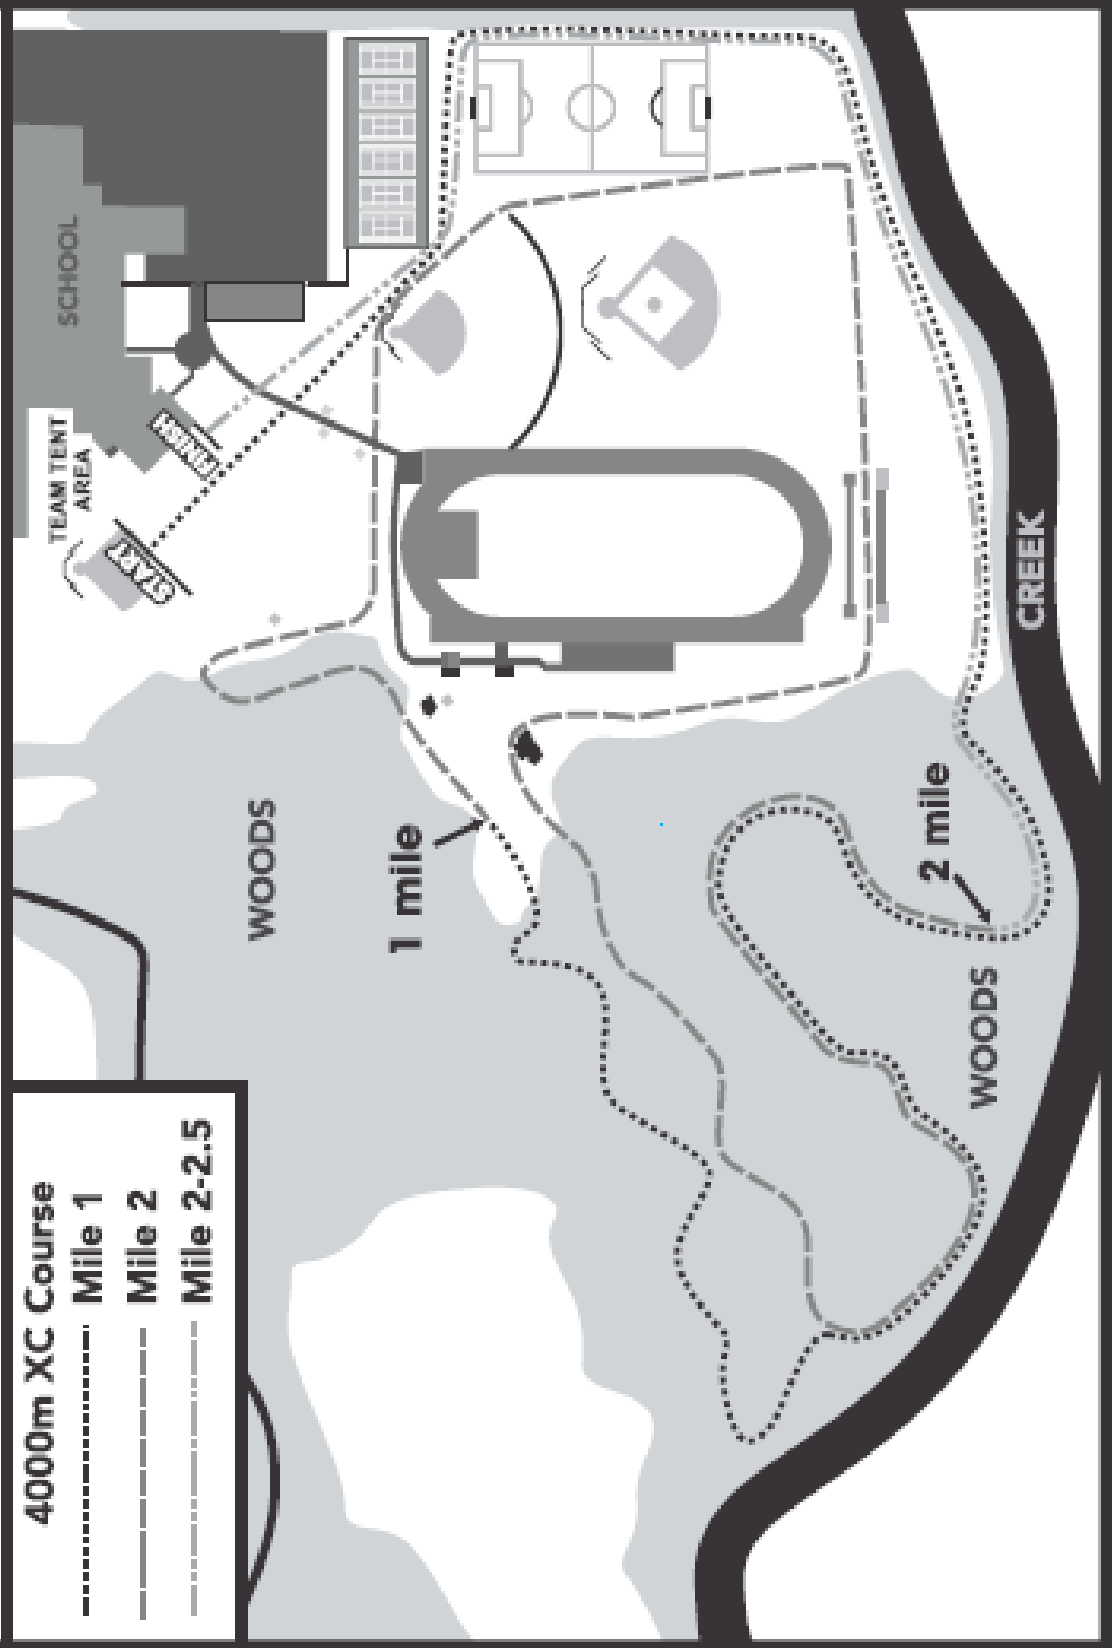 4000m XC Course
Mile 1
Mile 2
Mile 2-2.5
SCHOOL
TEAM TENT
AREA
START
FINISH
WOODS
1 mile
2 mile
WOODS
CREEK